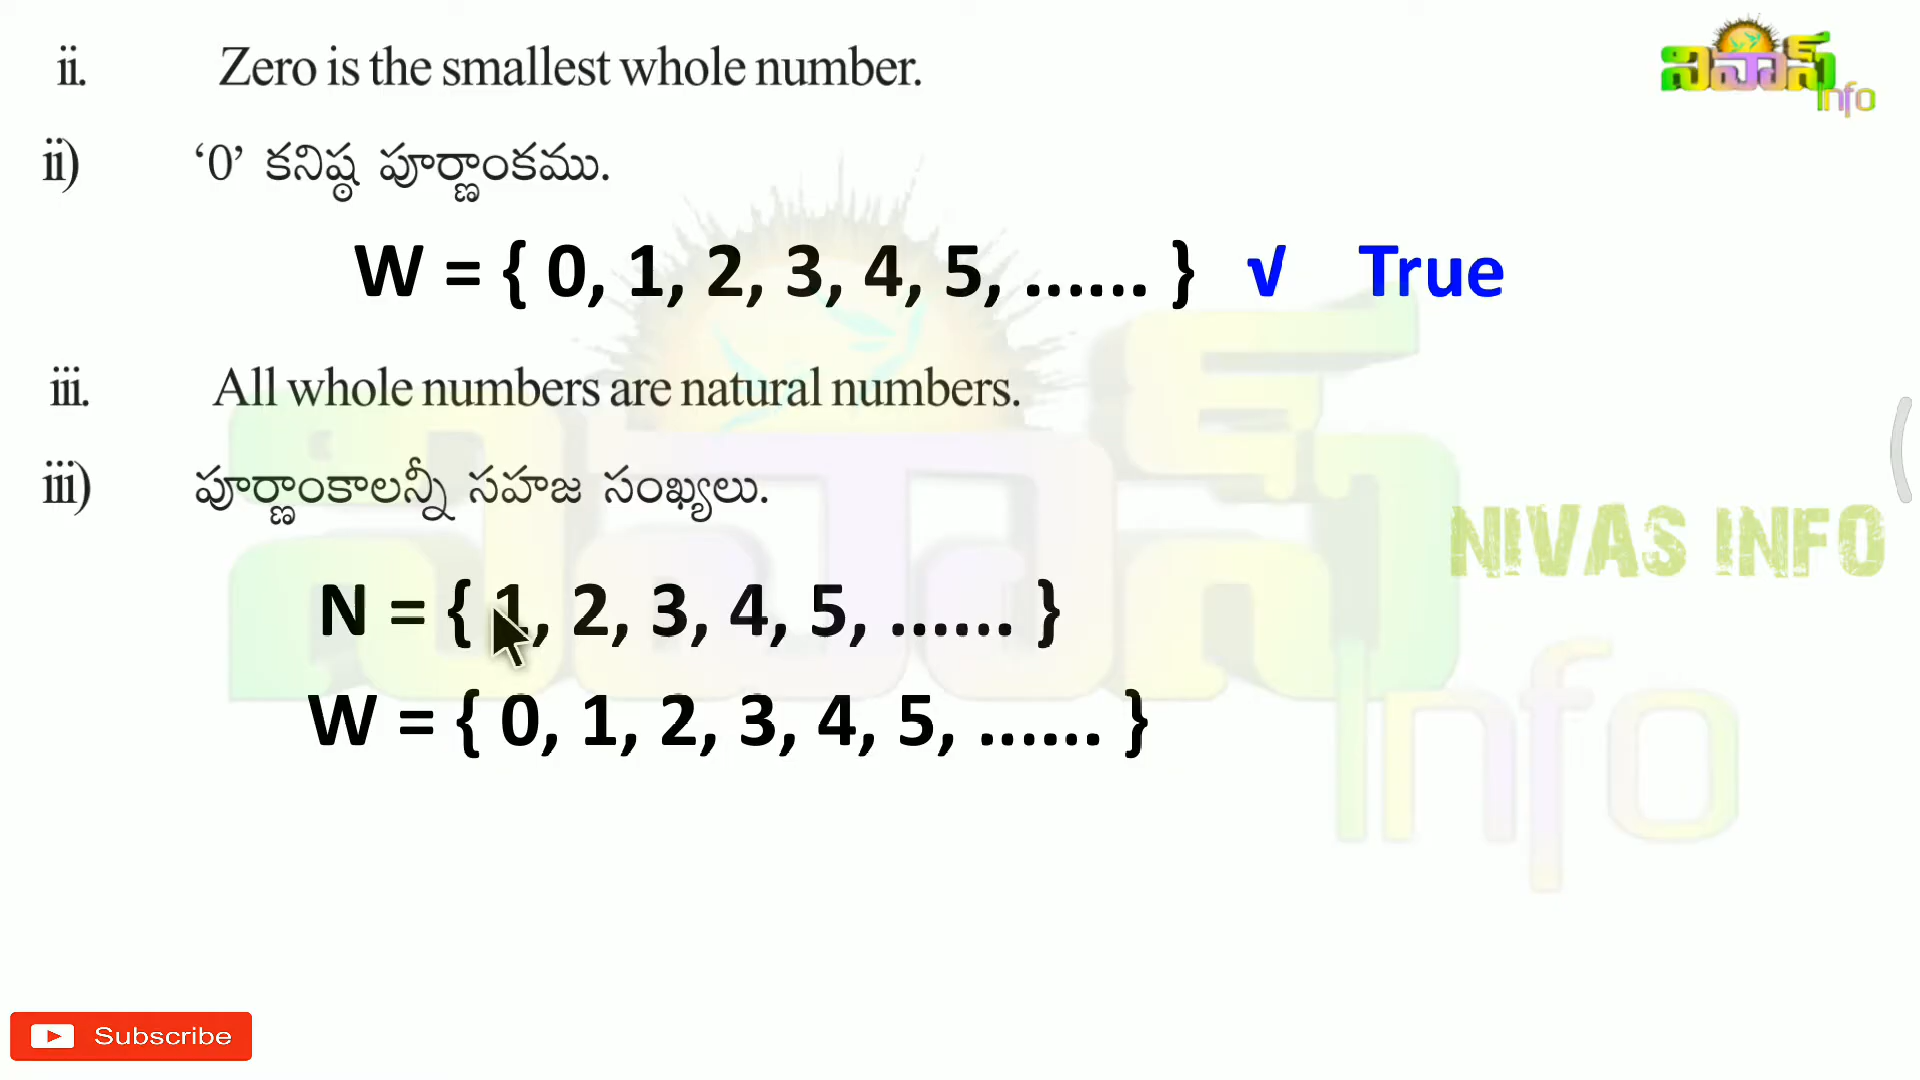 నివాస్
info
ii. Zero is the smallest whole number.
ii) ‘0’ కనిష్ఠ పూర్ణాంకము.
W = { 0, 1, 2, 3, 4, 5, ...... } √ True
iii. All whole numbers are natural numbers.
iii) పూర్ణాంకాలన్నీ సహజ సంఖ్యలు.
NIVAS INFO
N = { 1, 2, 3, 4, 5, ...... }
W = { 0, 1, 2, 3, 4, 5, ...... }
నివాస్
info
Subscribe